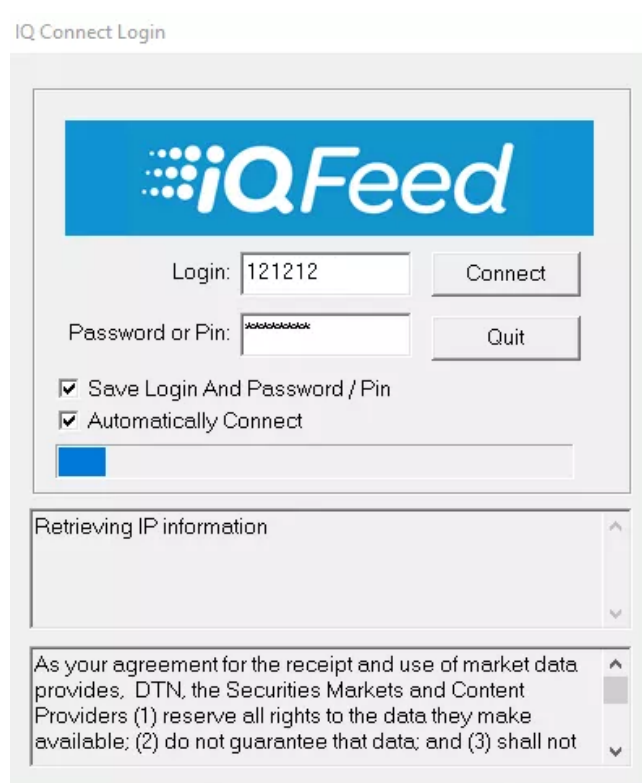 IQ Connect Login
iQFeed
Login: 121212 Connect
Password or Pin: ********* Quit
Save Login And Password / Pin
Automatically Connect
Retrieving IP information
As your agreement for the receipt and use of market data
provides,  DTN, the Securities Markets and Content
Providers (1) reserve all rights to the data they make
available; (2) do not guarantee that data; and (3) shall not